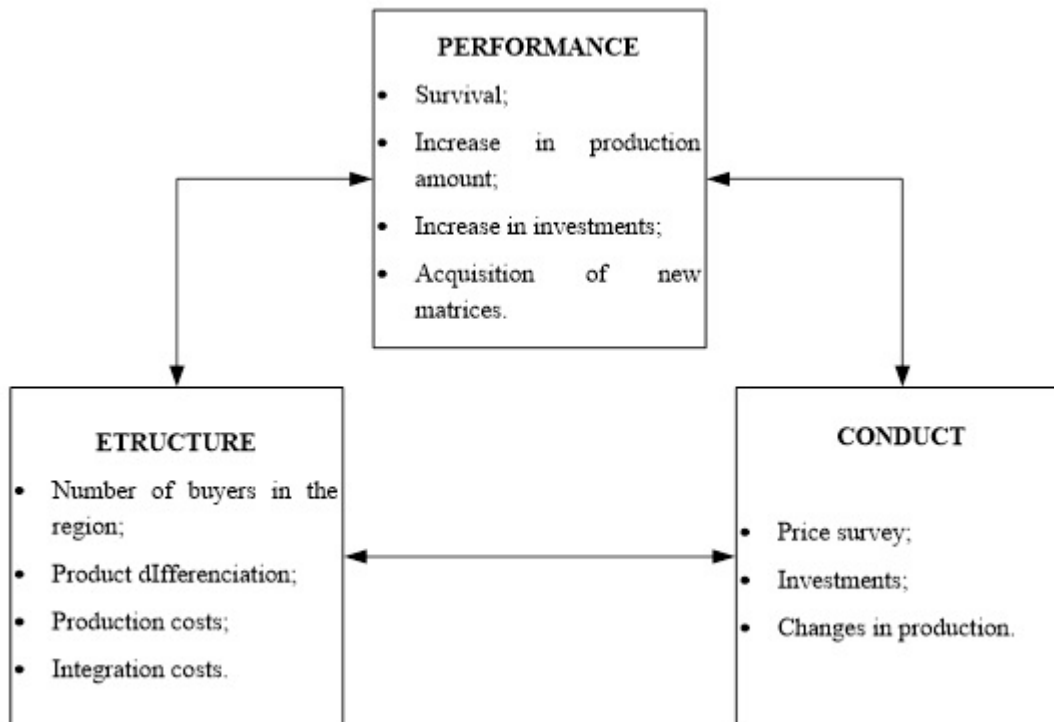 PERFORMANCE
• Survival;
• Increase in production
amount;
• Increase in investments;
• Acquisition of new
matrices.
ETRUCTURE
• Number of buyers in the
region;
• Product dIfferenciation;
• Production costs;
• Integration costs.
CONDUCT
• Price survey;
• Investments;
• Changes in production.